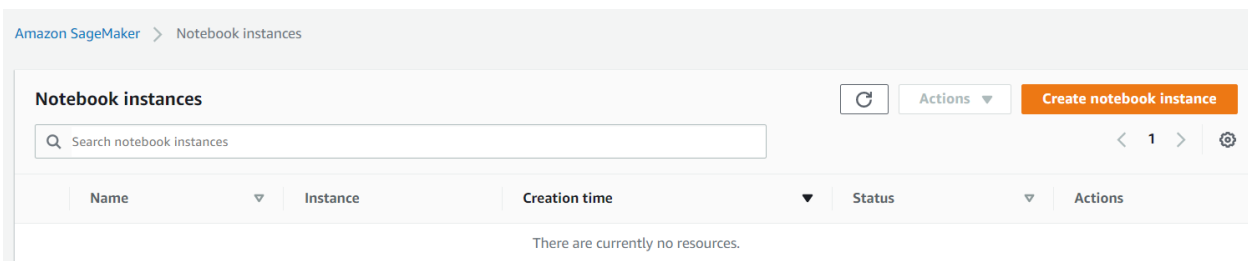 Amazon SageMaker > Notebook instances
Notebook instances Actions Create notebook instance
Search notebook instances 1
Name Instance Creation time Status Actions
There are currently no resources.